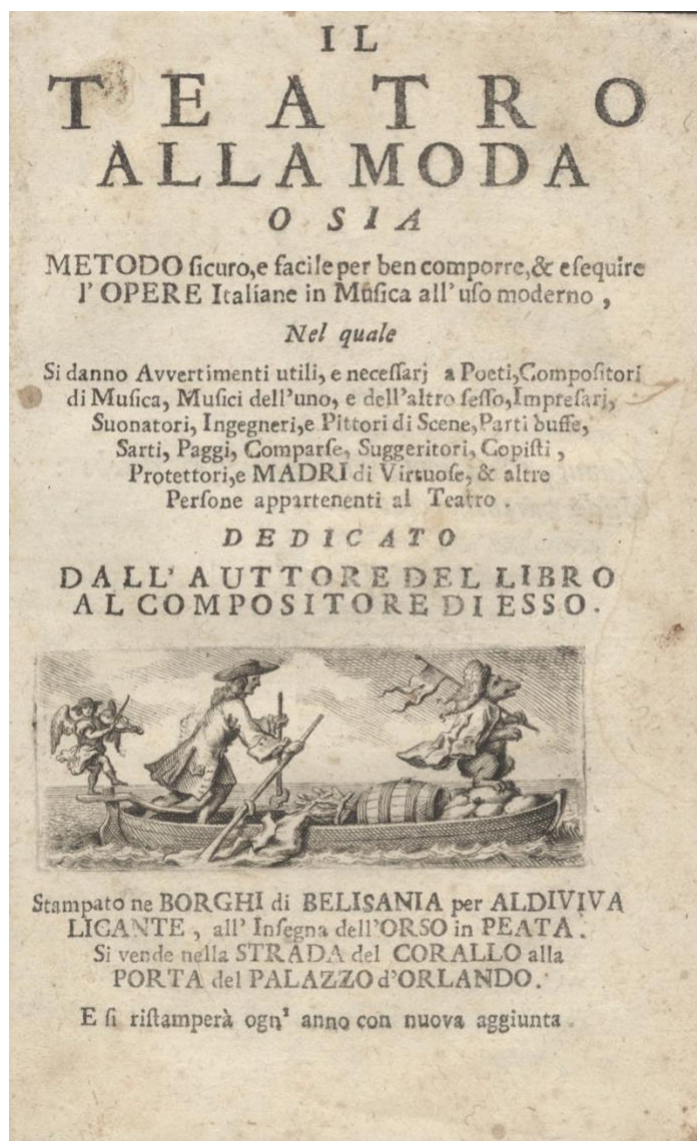 IL
TEATRO
ALLA MODA
O SIA
METODO ſicuro, e facile per ben comporre, & eſequire
l'OPERE Italiane in Muſica all'uſo moderno,
Nel quale
Si danno Avvertimenti utili, e neceſſarj a Poeti, Compoſitori
di Muſica, Muſici dell'uno, e dell'altro ſeſſo, Impreſarj,
Suonatori, Ingegneri, e Pittori di Scene, Parti buffe,
Sarti, Paggi, Comparſe, Suggeritori, Copiſti,
Protettori, e MADRI di Virtuoſe, & altre
Perſone appartenenti al Teatro.
DEDICATO
DALL'AUTTORE DEL LIBRO
AL COMPOSITORE DI ESSO.
Stampato ne BORGHI di BELISANIA per ALDIVIVA
LICANTE, all' Inſegna dell'ORSO in PEATA.
Si vende nella STRADA del CORALLO alla
PORTA del PALAZZO d'ORLANDO.
E ſi riſtamperà ogn' anno con nuova aggiunta.